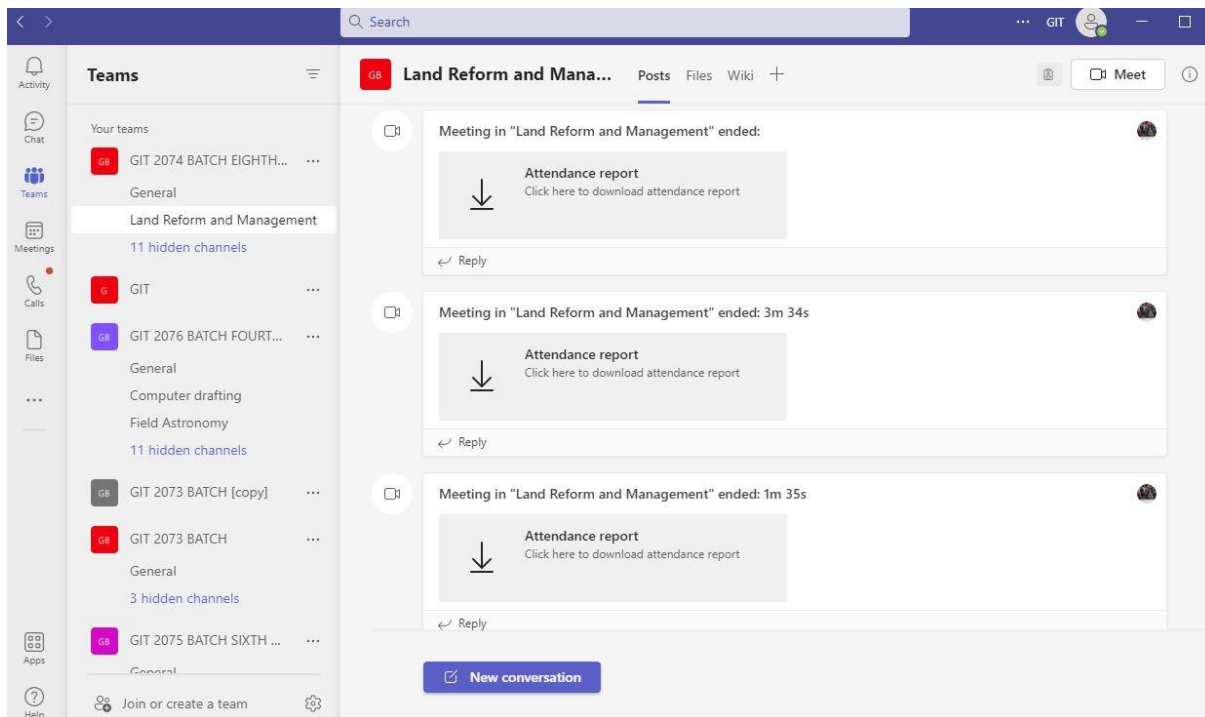 Search
GIT
Activity
Chat
Teams
Meetings
Calls
Files
Apps
Help
Teams
Your teams
GB
GIT 2074 BATCH EIGHTH...
General
Land Reform and Management
11 hidden channels
G
GIT
GB
GIT 2076 BATCH FOURT...
General
Computer drafting
Field Astronomy
11 hidden channels
GB
GIT 2073 BATCH [copy]
GB
GIT 2073 BATCH
General
3 hidden channels
GB
GIT 2075 BATCH SIXTH ...
General
Join or create a team
GB
Land Reform and Mana...
Posts
Files
Wiki
Meet
Meeting in "Land Reform and Management" ended:
Attendance report
Click here to download attendance report
Reply
Meeting in "Land Reform and Management" ended: 3m 34s
Attendance report
Click here to download attendance report
Reply
Meeting in "Land Reform and Management" ended: 1m 35s
Attendance report
Click here to download attendance report
Reply
New conversation